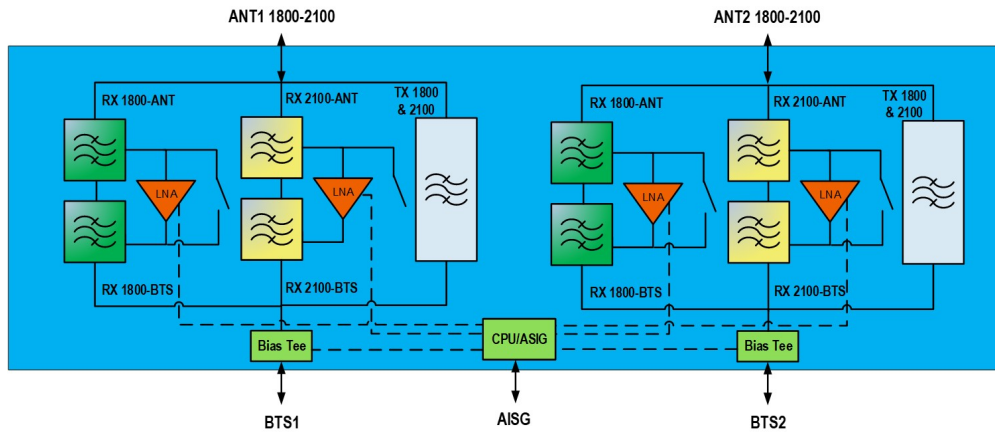 ANT1 1800-2100
ANT2 1800-2100
RX 1800-ANT
RX 2100-ANT
TX 1800
& 2100
RX 1800-ANT
RX 2100-ANT
TX 1800
& 2100
LNA
LNA
LNA
LNA
RX 1800-BTS
RX 2100-BTS
RX 1800-BTS
RX 2100-BTS
Bias Tee
CPU/ASIG
Bias Tee
BTS1
AISG
BTS2